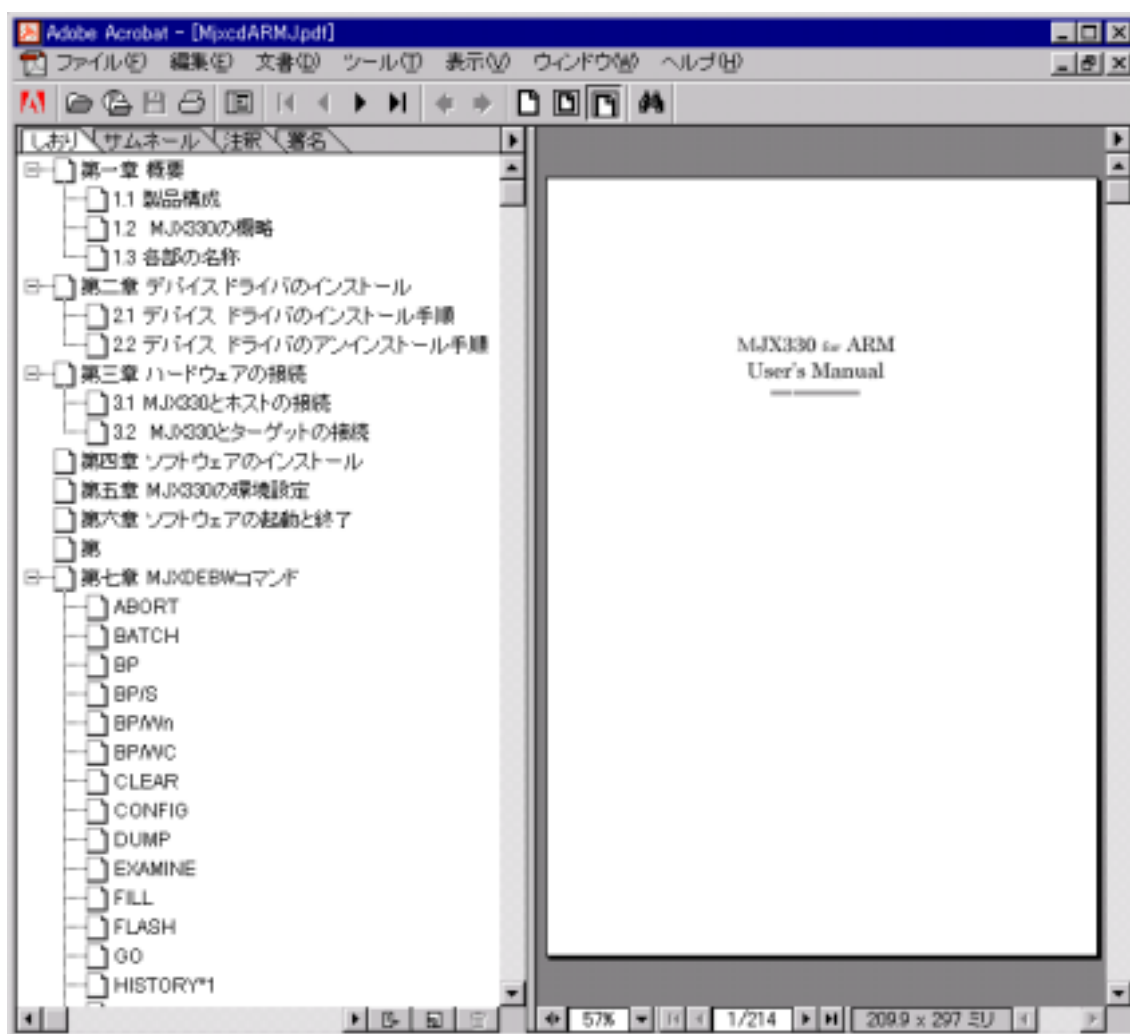 Adobe Acrobat - [MjxcdARMJ.pdf]
ファイル(F) 編集(E) 文書(D) ツール(T) 表示(V) ウィンドウ(W) ヘルプ(H)
しおり サムネール 注釈 署名
第一章 概要
1.1 製品構成
1.2 MJX330の概略
1.3 各部の名称
第二章 デバイス ドライバのインストール
2.1 デバイス ドライバのインストール手順
2.2 デバイス ドライバのアンインストール手順
第三章 ハードウェアの接続
3.1 MJX330とホストの接続
3.2 MJX330とターゲットの接続
第四章 ソフトウェアのインストール
第五章 MJX330の環境設定
第六章 ソフトウェアの起動と終了
第
第七章 MJXDEBWコマンド
ABORT
BATCH
BP
BP/S
BP/Wn
BP/WC
CLEAR
CONFIG
DUMP
EXAMINE
FILL
FLASH
GO
HISTORY*1
MJX330 for ARM
User's Manual
57% 1/214 209.9 x 297 ミリ